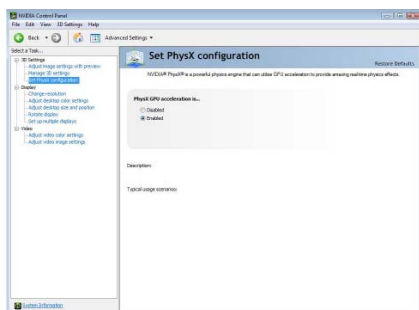 NVIDIA Control Panel
File Edit View 3D Settings Help
Back Advanced Settings
Select a Task...
3D Settings
Adjust image settings with preview
Manage 3D settings
Set PhysX configuration
Display
Change resolution
Adjust desktop color settings
Adjust desktop size and position
Rotate display
Set up multiple displays
Video
Adjust video color settings
Adjust video image settings
System Information
Set PhysX configuration
Restore Defaults
NVIDIA® PhysX® is a powerful physics engine that can utilize GPU acceleration to provide amazing realtime physics effects.
PhysX GPU acceleration is...
Disabled
Enabled
Description:
Typical usage scenarios: